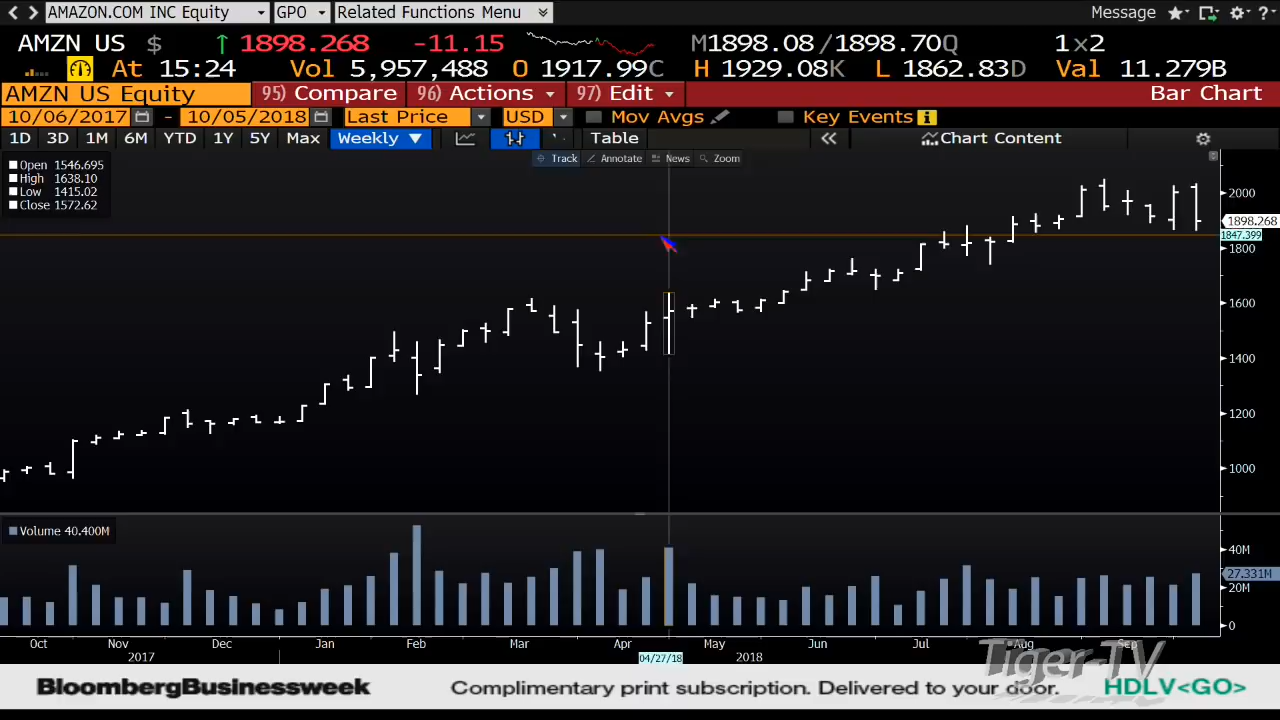 AMAZON.COM INC Equity GPO Related Functions Menu Message ?
AMZN US $ ↑ 1898.268 -11.15 M1898.08/1898.70Q 1x2
At 15:24 Vol 5,957,488 O 1917.99C H 1929.08K L 1862.83D Val 11.279B
AMZN US Equity 95) Compare 96) Actions 97) Edit Bar Chart
10/06/2017 - 10/05/2018 Last Price USD Mov Avgs Key Events i
1D 3D 1M 6M YTD 1Y 5Y Max Weekly ▼ Table « Chart Content
Track Annotate News Zoom
Open 1546.695
High 1638.10
Low 1415.02
Close 1572.62
2000
1898.268
1847.399
1800
1600
1400
1200
1000
Volume 40.400M
40M
27.331M
20M
0
Oct Nov Dec Jan Feb Mar Apr May Jun Jul Aug Sep
2017 04/27/18 2018
Tiger-TV
BloombergBusinessweek Complimentary print subscription. Delivered to your door. HDLV<GO>